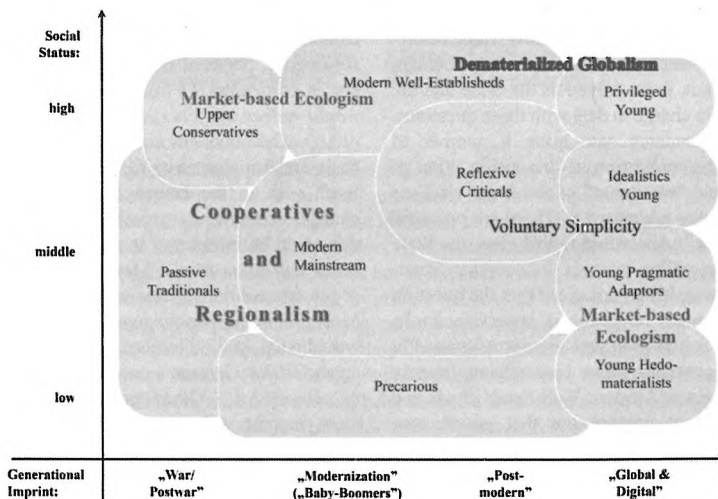 Social
Status:
high
middle
low
Dematerialized Globalism
Modern Well-Establisheds
Privileged
Young
Market-based Ecologism
Upper
Conservatives
Reflexive
Criticals
Idealistics
Young
Cooperatives
and
Regionalism
Voluntary Simplicity
Modern
Mainstream
Passive
Traditionals
Young Pragmatic
Adaptors
Market-based
Ecologism
Young Hedo-
materialists
Precarious
Generational
Imprint:
„War/
Postwar”
„Modernization”
(„Baby-Boomers”)
„Post-
modern”
„Global &
Digital”